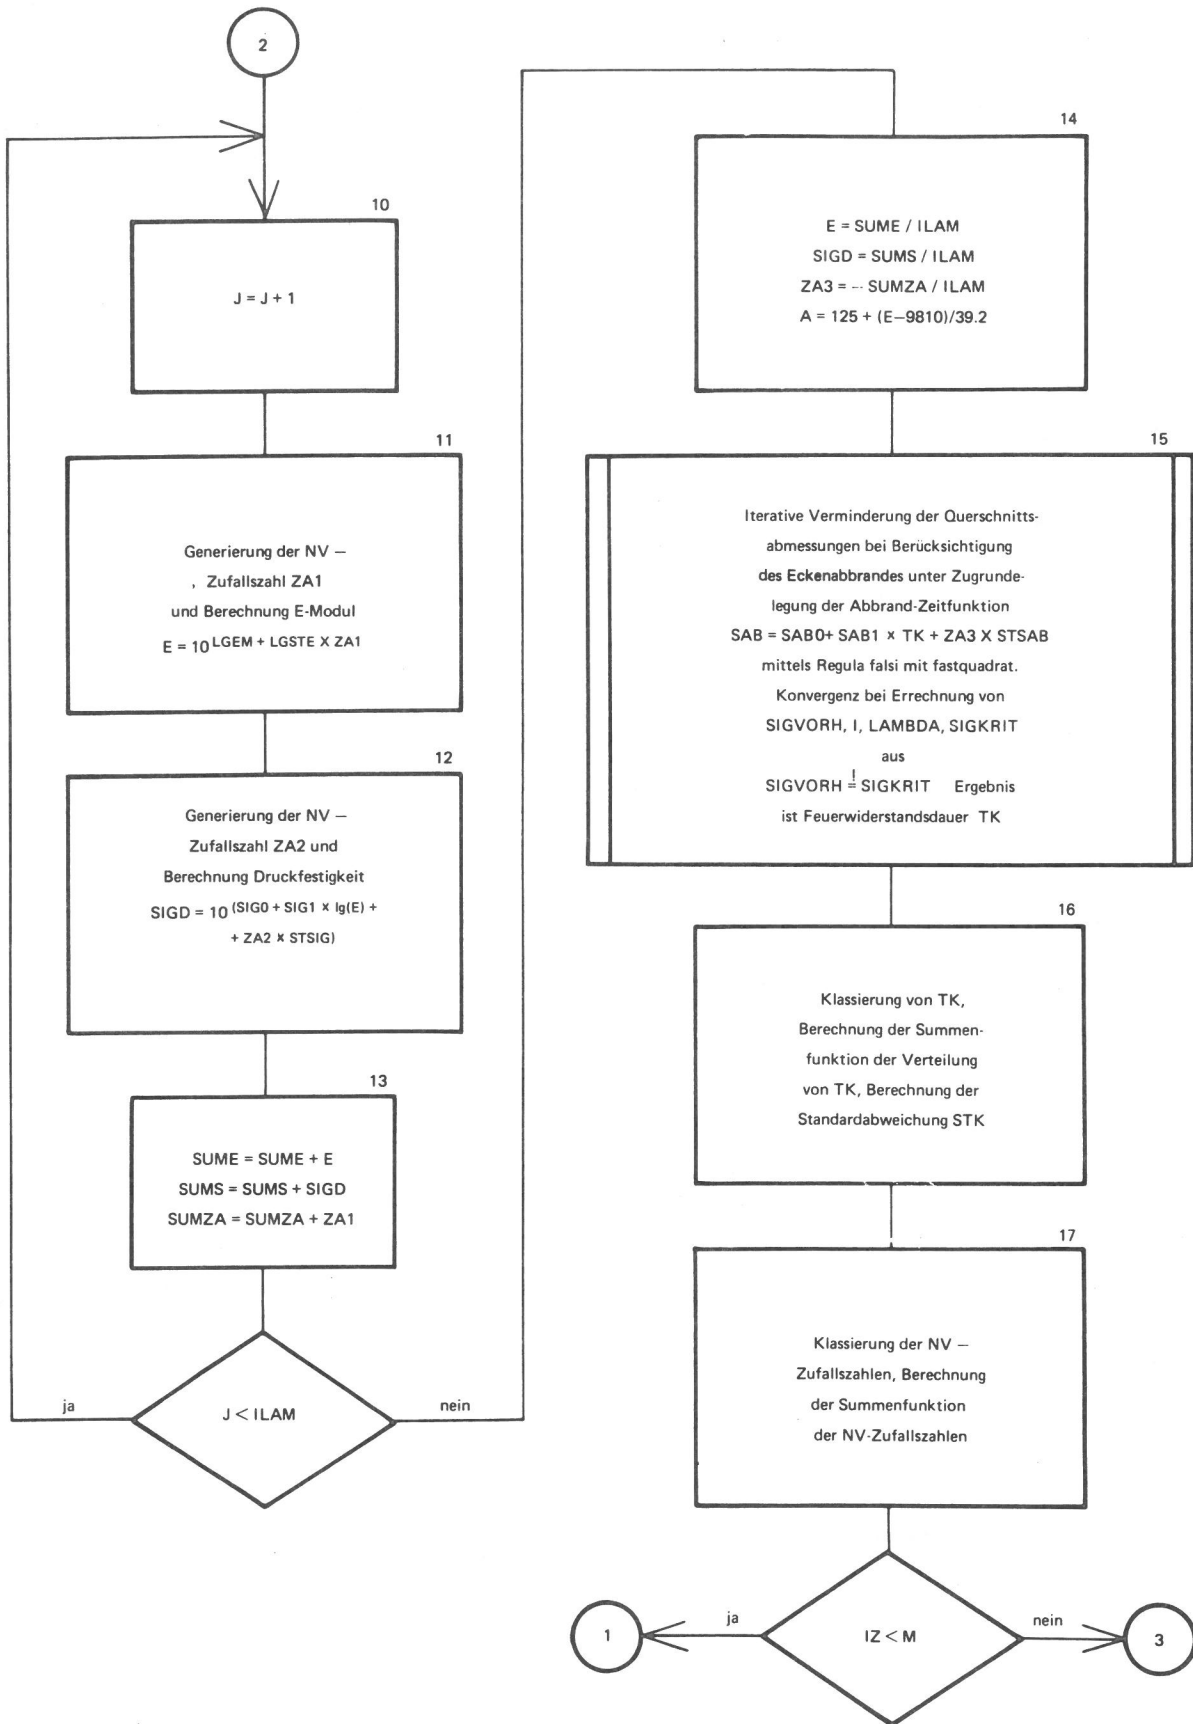 2
10
J = J + 1
11
Generierung der NV –
, Zufallszahl ZA1
und Berechnung E-Modul
E = 10 LGEM + LGSTE X ZA1
12
Generierung der NV –
Zufallszahl ZA2 und
Berechnung Druckfestigkeit
SIGD = 10 (SIG0 + SIG1 × lg(E) +
+ ZA2 × STSIG)
13
SUME = SUME + E
SUMS = SUMS + SIGD
SUMZA = SUMZA + ZA1
ja
J < ILAM
nein
14
E = SUME / ILAM
SIGD = SUMS / ILAM
ZA3 = – SUMZA / ILAM
A = 125 + (E–9810)/39.2
15
Iterative Verminderung der Querschnitts-
abmessungen bei Berücksichtigung
des Eckenabbrandes unter Zugrunde-
legung der Abbrand-Zeitfunktion
SAB = SAB0+ SAB1 × TK + ZA3 X STSAB
mittels Regula falsi mit fastquadrat.
Konvergenz bei Errechnung von
SIGVORH, I, LAMBDA, SIGKRIT
aus
!
SIGVORH = SIGKRIT Ergebnis
ist Feuerwiderstandsdauer TK
16
Klassierung von TK,
Berechnung der Summen-
funktion der Verteilung
von TK, Berechnung der
Standardabweichung STK
17
Klassierung der NV –
Zufallszahlen, Berechnung
der Summenfunktion
der NV-Zufallszahlen
1
ja
IZ < M
nein
3